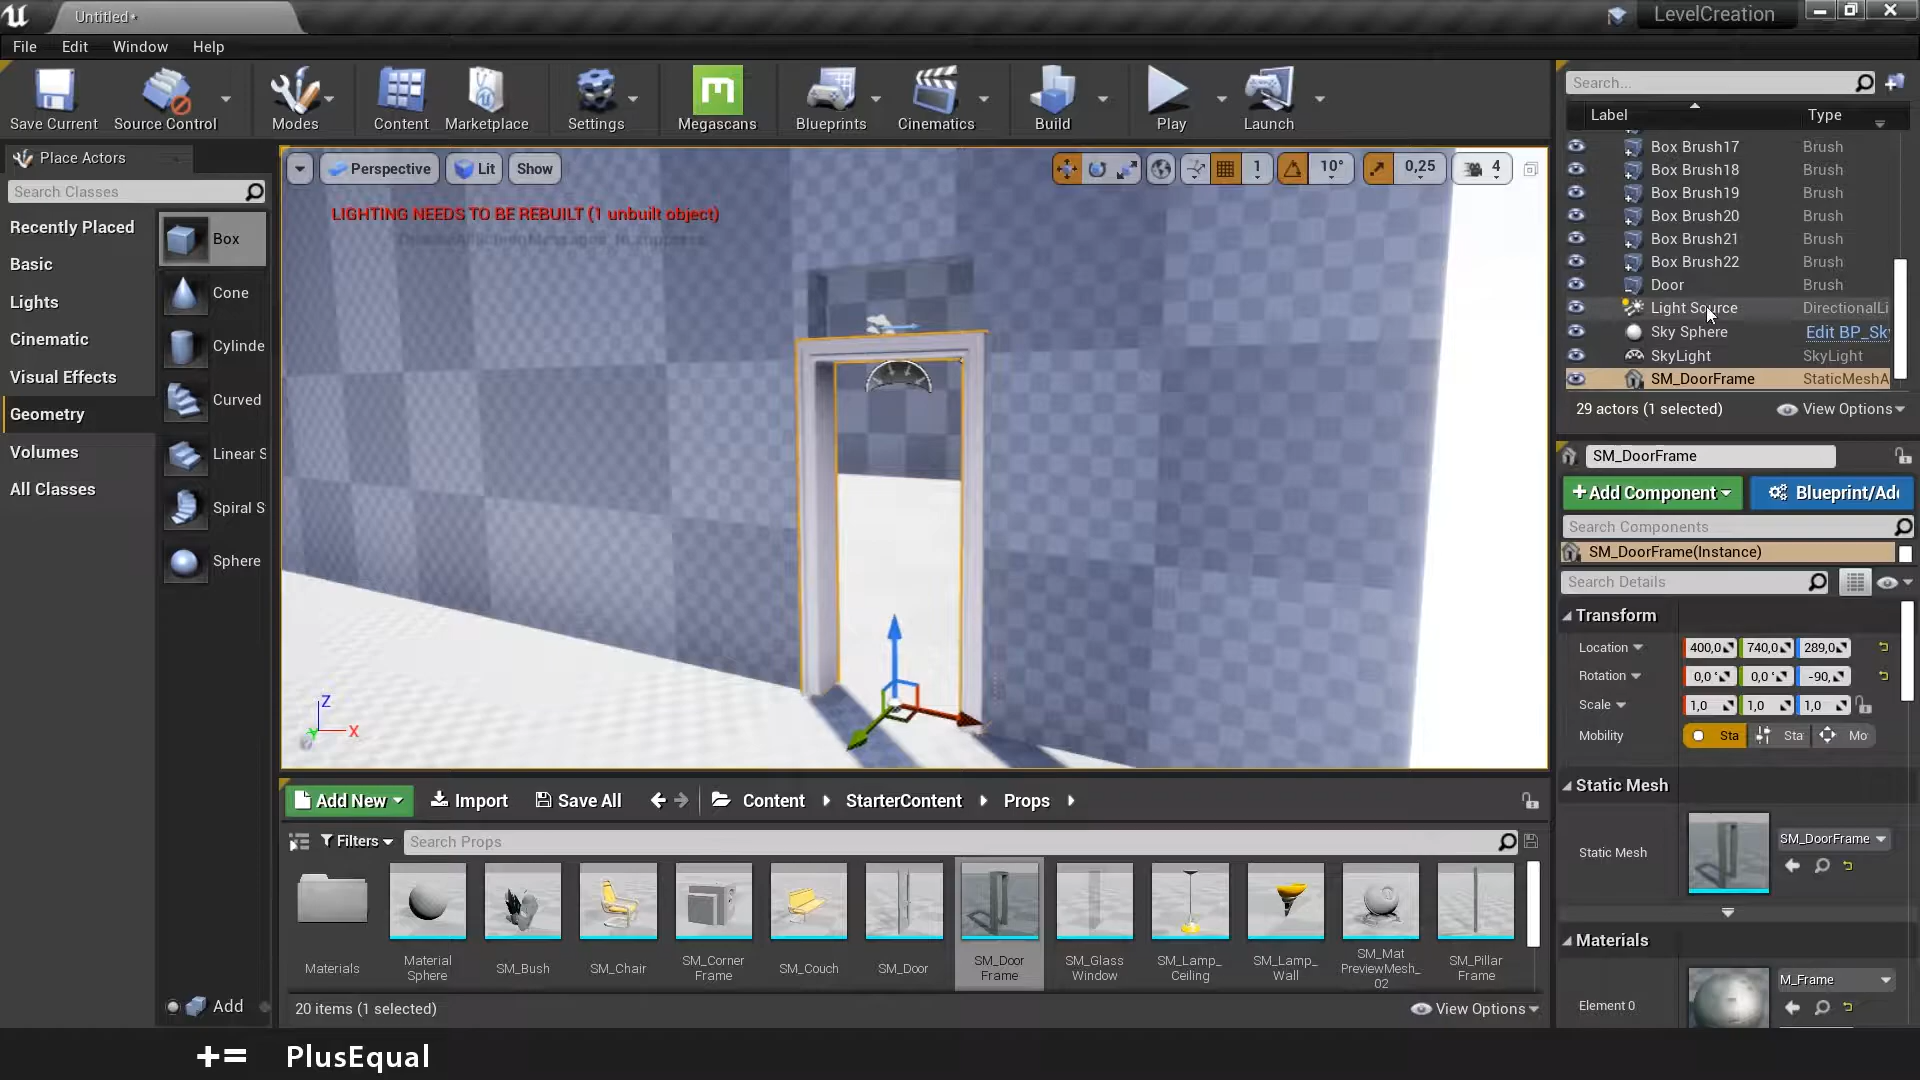 Untitled*
LevelCreation
File Edit Window Help
Save Current Source Control Modes Content Marketplace Settings Megascans Blueprints Cinematics Build Play Launch
Search...
Label Type
Box Brush17 Brush
Box Brush18 Brush
Box Brush19 Brush
Box Brush20 Brush
Box Brush21 Brush
Box Brush22 Brush
Door Brush
Light Source DirectionalLi
Sky Sphere Edit BP_Sk
SkyLight SkyLight
SM_DoorFrame StaticMeshA
29 actors (1 selected) View Options
Place Actors
Search Classes
Recently Placed
Basic
Lights
Cinematic
Visual Effects
Geometry
Volumes
All Classes
Box
Cone
Cylinde
Curved
Linear S
Spiral S
Sphere
Add
Perspective Lit Show
1 10° 0,25 4
LIGHTING NEEDS TO BE REBUILT (1 unbuilt object)
Z
X
SM_DoorFrame
+Add Component Blueprint/Add
Search Components
SM_DoorFrame(Instance)
Search Details
Transform
Location 400,0 740,0 289,0
Rotation 0,0 ° 0,0 ° -90,
Scale 1,0 1,0 1,0
Mobility Sta Sta Mo
Static Mesh
Static Mesh SM_DoorFrame
Materials
Element 0 M_Frame
Add New Import Save All Content StarterContent Props
Filters Search Props
Materials
Material Sphere
SM_Bush
SM_Chair
SM_Corner Frame
SM_Couch
SM_Door
SM_Door Frame
SM_Glass Window
SM_Lamp_ Ceiling
SM_Lamp_ Wall
SM_Mat PreviewMesh_ 02
SM_Pillar Frame
20 items (1 selected) View Options
+= PlusEqual